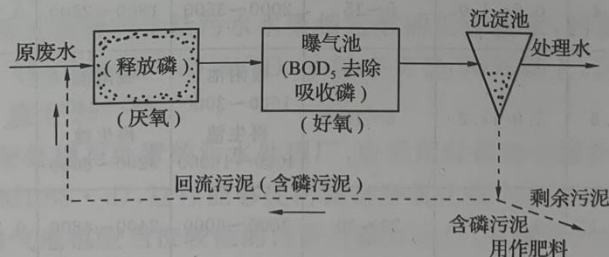 原废水
(释放磷)
(厌氧)
曝气池
(BOD₅去除
吸收磷)
(好氧)
沉淀池
处理水
回流污泥(含磷污泥)
剩余污泥
含磷污泥
用作肥料